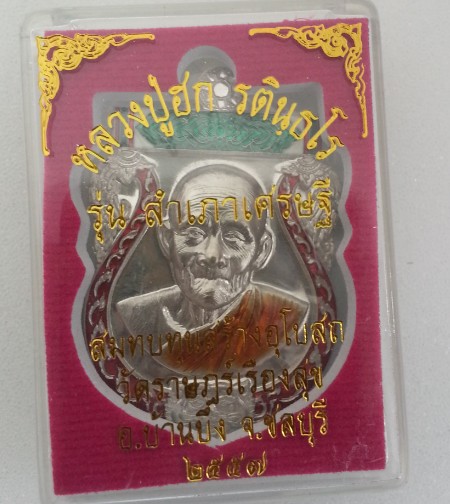 หลวงปู่ฮก รตินฺธโร
รุ่น สำเภาเศรษฐี
สมทบทุนสร้างอุโบสถ
วัดราษฎร์เรืองสุข
อ.บ้านบึง จ.ชลบุรี
๒๕๕๗